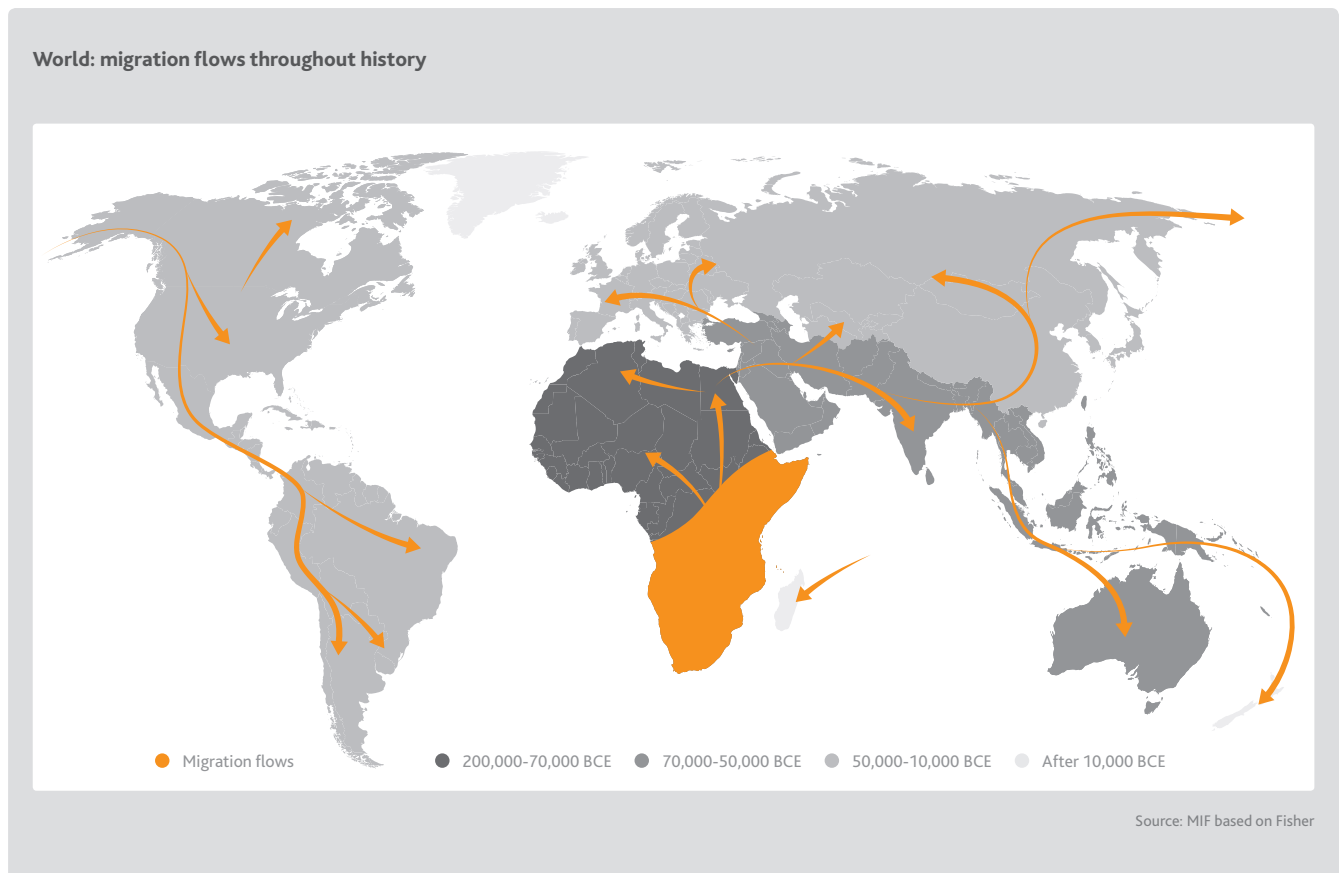 World: migration flows throughout history
Migration flows
200,000-70,000 BCE
70,000-50,000 BCE
50,000-10,000 BCE
After 10,000 BCE
Source: MIF based on Fisher